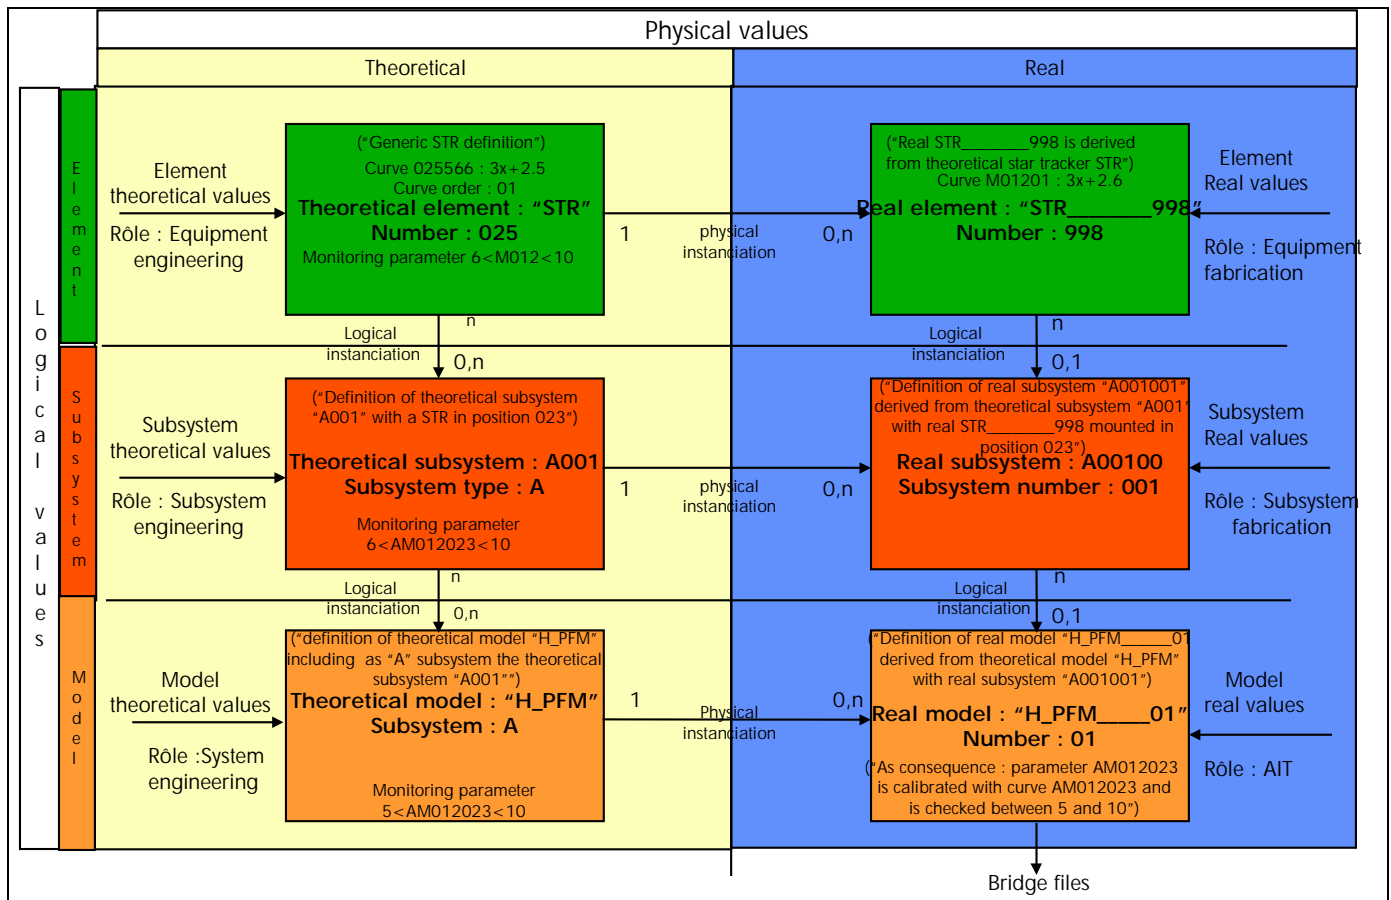 Physical values
Theoretical
Real
Logical values
Element
Element
theoretical values
Rôle : Equipment
engineering
("Generic STR definition")
Curve 025566 : 3x+2.5
Curve order : 01
Theoretical element : “STR”
Number : 025
Monitoring parameter 6<M012<10
1
physical
instanciation
0,n
("Real STR________998 is derived
from theoretical star tracker STR")
Curve M01201 : 3x+2.6
Real element : “STR_______998”
Number : 998
Element
Real values
Rôle : Equipment
fabrication
n
Logical
instanciation
0,n
n
Logical
instanciation
0,1
Subsystem
Subsystem
theoretical values
Rôle : Subsystem
engineering
("Definition of theoretical subsystem
“A001” with a STR in position 023")
Theoretical subsystem : A001
Subsystem type : A
Monitoring parameter
6<AM012023<10
1
physical
instanciation
0,n
("Definition of real subsystem “A001001”
derived from theoretical subsystem “A001”
with real STR________998 mounted in
position 023")
Real subsystem : A00100
Subsystem number : 001
Subsystem
Real values
Rôle : Subsystem
fabrication
n
Logical
instanciation
0,n
n
Logical
instanciation
0,1
Model
Model
theoretical values
Rôle :System
engineering
("definition of theoretical model “H_PFM”
including as “A” subsystem the theoretical
subsystem “A001””)
Theoretical model : “H_PFM”
Subsystem : A
Monitoring parameter
5<AM012023<10
1
Physical
instanciation
0,n
("Definition of real model “H_PFM______01
derived from theoretical model “H_PFM”
with real subsystem “A001001”)
Real model : “H_PFM_____01”
Number : 01
("As consequence : parameter AM012023
is calibrated with curve AM012023 and
is checked between 5 and 10")
Model
real values
Rôle : AIT
Bridge files